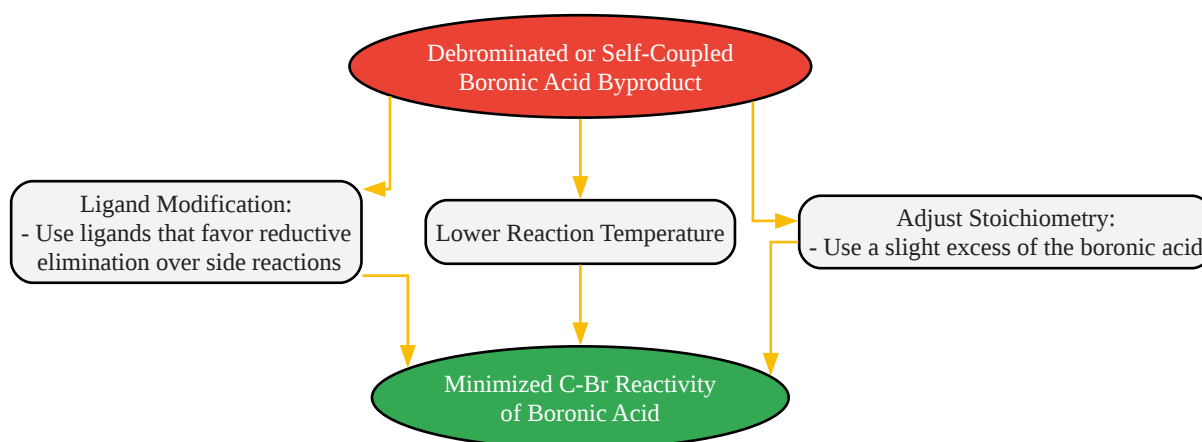 Debrominated or Self-Coupled
Boronic Acid Byproduct
Ligand Modification:
- Use ligands that favor reductive
elimination over side reactions
Lower Reaction Temperature
Adjust Stoichiometry:
- Use a slight excess of the boronic acid
Minimized C-Br Reactivity
of Boronic Acid